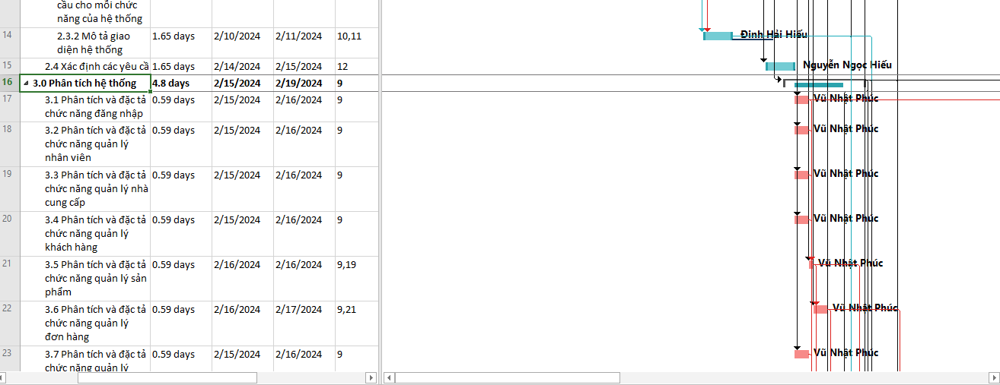 cầu cho mỗi chức
năng của hệ thống
14 2.3.2 Mô tả giao 1.65 days 2/10/2024 2/11/2024 10,11 Đinh Hải Hiếu
diện hệ thống
15 2.4 Xác định các yêu cầ 1.65 days 2/14/2024 2/15/2024 12 Nguyễn Ngọc Hiếu
16 3.0 Phân tích hệ thống 4.8 days 2/15/2024 2/19/2024 9
17 3.1 Phân tích và đặc tả 0.59 days 2/15/2024 2/16/2024 9 Vũ Nhật Phúc
chức năng đăng nhập
18 3.2 Phân tích và đặc tả 0.59 days 2/15/2024 2/16/2024 9 Vũ Nhật Phúc
chức năng quản lý
nhân viên
19 3.3 Phân tích và đặc tả 0.59 days 2/15/2024 2/16/2024 9 Vũ Nhật Phúc
chức năng quản lý nhà
cung cấp
20 3.4 Phân tích và đặc tả 0.59 days 2/15/2024 2/16/2024 9 Vũ Nhật Phúc
chức năng quản lý
khách hàng
21 3.5 Phân tích và đặc tả 0.59 days 2/16/2024 2/16/2024 9,19 Vũ Nhật Phúc
chức năng quản lý sản
phẩm
22 3.6 Phân tích và đặc tả 0.59 days 2/16/2024 2/17/2024 9,21 Vũ Nhật Phúc
chức năng quản lý
đơn hàng
23 3.7 Phân tích và đặc tả 0.59 days 2/15/2024 2/16/2024 9 Vũ Nhật Phúc
chức năng quản lý